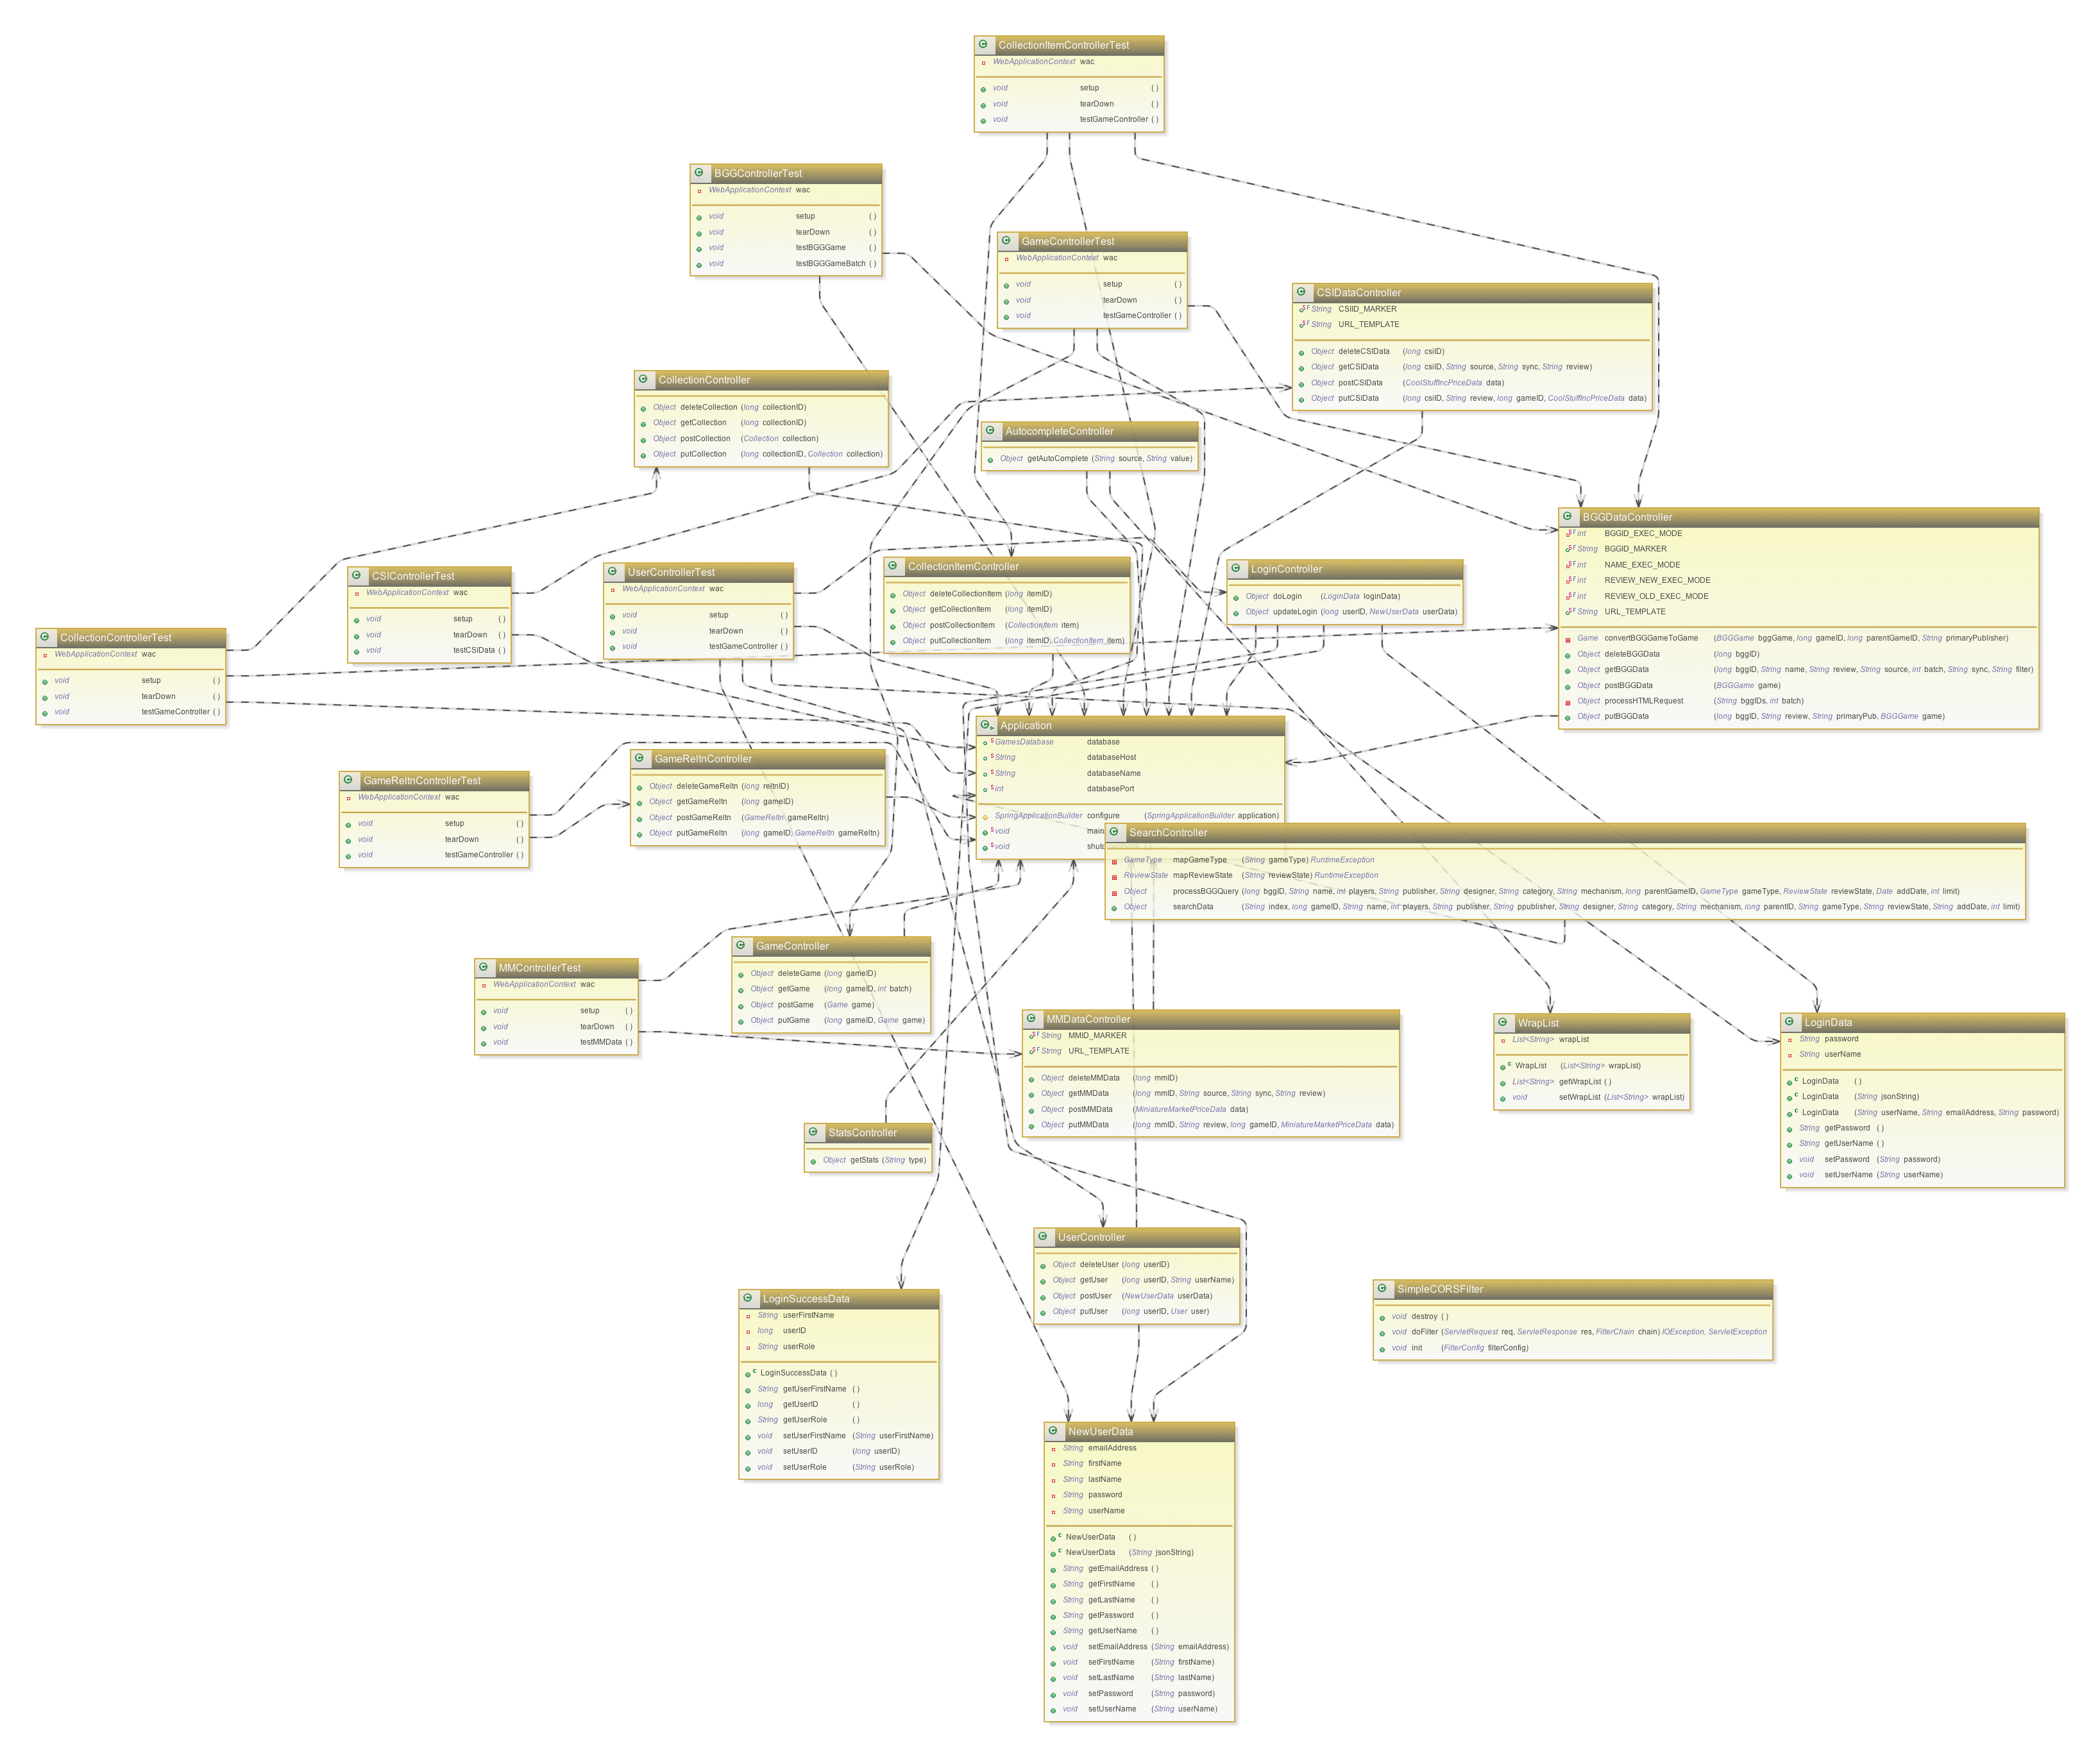 CollectionItemControllerTest
WebApplicationContext wac
void setup ( )
void tearDown ( )
void testGameController ( )
BGGControllerTest
WebApplicationContext wac
void setup ( )
void tearDown ( )
void testBGGGame ( )
void testBGGGameBatch ( )
GameControllerTest
WebApplicationContext wac
void setup ( )
void tearDown ( )
void testGameController ( )
CSIDataController
String CSIID_MARKER
String URL_TEMPLATE
Object deleteCSIData (long csiID)
Object getCSIData (long csiID, String source, String sync, String review)
Object postCSIData (CoolStuffIncPriceData data)
Object putCSIData (long csiID, String review, long gameID, CoolStuffIncPriceData data)
CollectionController
Object deleteCollection (long collectionID)
Object getCollection (long collectionID)
Object postCollection (Collection collection)
Object putCollection (long collectionID, Collection collection)
AutocompleteController
Object getAutoComplete (String source, String value)
BGGDataController
int BGGID_EXEC_MODE
String BGGID_MARKER
int NAME_EXEC_MODE
int REVIEW_NEW_EXEC_MODE
int REVIEW_OLD_EXEC_MODE
String URL_TEMPLATE
Game convertBGGGameToGame (BGGGame bggGame, long gameID, long parentGameID, String primaryPublisher)
Object deleteBGGData (long bggID)
Object getBGGData (long bggID, String name, String review, String source, int batch, String sync, String filter)
Object postBGGData (BGGGame game)
Object processHTMLRequest (String bggIDs, int batch)
Object putBGGData (long bggID, String review, String primaryPub, BGGGame game)
CSIControllerTest
WebApplicationContext wac
void setup ( )
void tearDown ( )
void testCSIData ( )
UserControllerTest
WebApplicationContext wac
void setup ( )
void tearDown ( )
void testGameController ( )
CollectionItemController
Object deleteCollectionItem (long itemID)
Object getCollectionItem (long itemID)
Object postCollectionItem (CollectionItem item)
Object putCollectionItem (long itemID, CollectionItem item)
LoginController
Object doLogin (LoginData loginData)
Object updateLogin (long userID, NewUserData userData)
CollectionControllerTest
WebApplicationContext wac
void setup ( )
void tearDown ( )
void testGameController ( )
Application
GamesDatabase database
String databaseHost
String databaseName
int databasePort
SpringApplicationBuilder configure (SpringApplicationBuilder application)
void main
void
GameReltnController
Object deleteGameReltn (long reltnID)
Object getGameReltn (long gameID)
Object postGameReltn (GameReltn gameReltn)
Object putGameReltn (long gameID, GameReltn gameReltn)
GameReltnControllerTest
WebApplicationContext wac
void setup ( )
void tearDown ( )
void testGameController ( )
SearchController
GameType mapGameType (String gameType) RuntimeException
ReviewState mapReviewState (String reviewState) RuntimeException
Object processBGGQuery (long bggID, String name, int players, String publisher, String designer, String category, String mechanism, long parentGameID, GameType gameType, ReviewState reviewState, Date addDate, int limit)
Object searchData (String index, long gameID, String name, int players, String publisher, String ppublisher, String designer, String category, String mechanism, long parentID, String gameType, String reviewState, String addDate, int limit)
GameController
Object deleteGame (long gameID)
Object getGame (long gameID, int batch)
Object postGame (Game game)
Object putGame (long gameID, Game game)
MMControllerTest
WebApplicationContext wac
void setup ( )
void tearDown ( )
void testMMData ( )
MMDataController
String MMID_MARKER
String URL_TEMPLATE
Object deleteMMData (long mmID)
Object getMMData (long mmID, String source, String sync, String review)
Object postMMData (MiniatureMarketPriceData data)
Object putMMData (long mmID, String review, long gameID, MiniatureMarketPriceData data)
WrapList
List<String> wrapList
WrapList (List<String> wrapList)
List<String> getWrapList ( )
void setWrapList (List<String> wrapList)
LoginData
String password
String userName
LoginData ( )
LoginData (String jsonString)
LoginData (String userName, String emailAddress, String password)
String getPassword ( )
String getUserName ( )
void setPassword (String password)
void setUserName (String userName)
StatsController
Object getStats (String type)
UserController
Object deleteUser (long userID)
Object getUser (long userID, String userName)
Object postUser (NewUserData userData)
Object putUser (long userID, User user)
SimpleCORSFilter
void destroy ( )
void doFilter (ServletRequest req, ServletResponse res, FilterChain chain) IOException, ServletException
void init (FilterConfig filterConfig)
LoginSuccessData
String userFirstName
long userID
String userRole
LoginSuccessData ( )
String getUserFirstName ( )
long getUserID ( )
String getUserRole ( )
void setUserFirstName (String userFirstName)
void setUserID (long userID)
void setUserRole (String userRole)
NewUserData
String emailAddress
String firstName
String lastName
String password
String userName
NewUserData ( )
NewUserData (String jsonString)
String getEmailAddress ( )
String getFirstName ( )
String getLastName ( )
String getPassword ( )
String getUserName ( )
void setEmailAddress (String emailAddress)
void setFirstName (String firstName)
void setLastName (String lastName)
void setPassword (String password)
void setUserName (String userName)